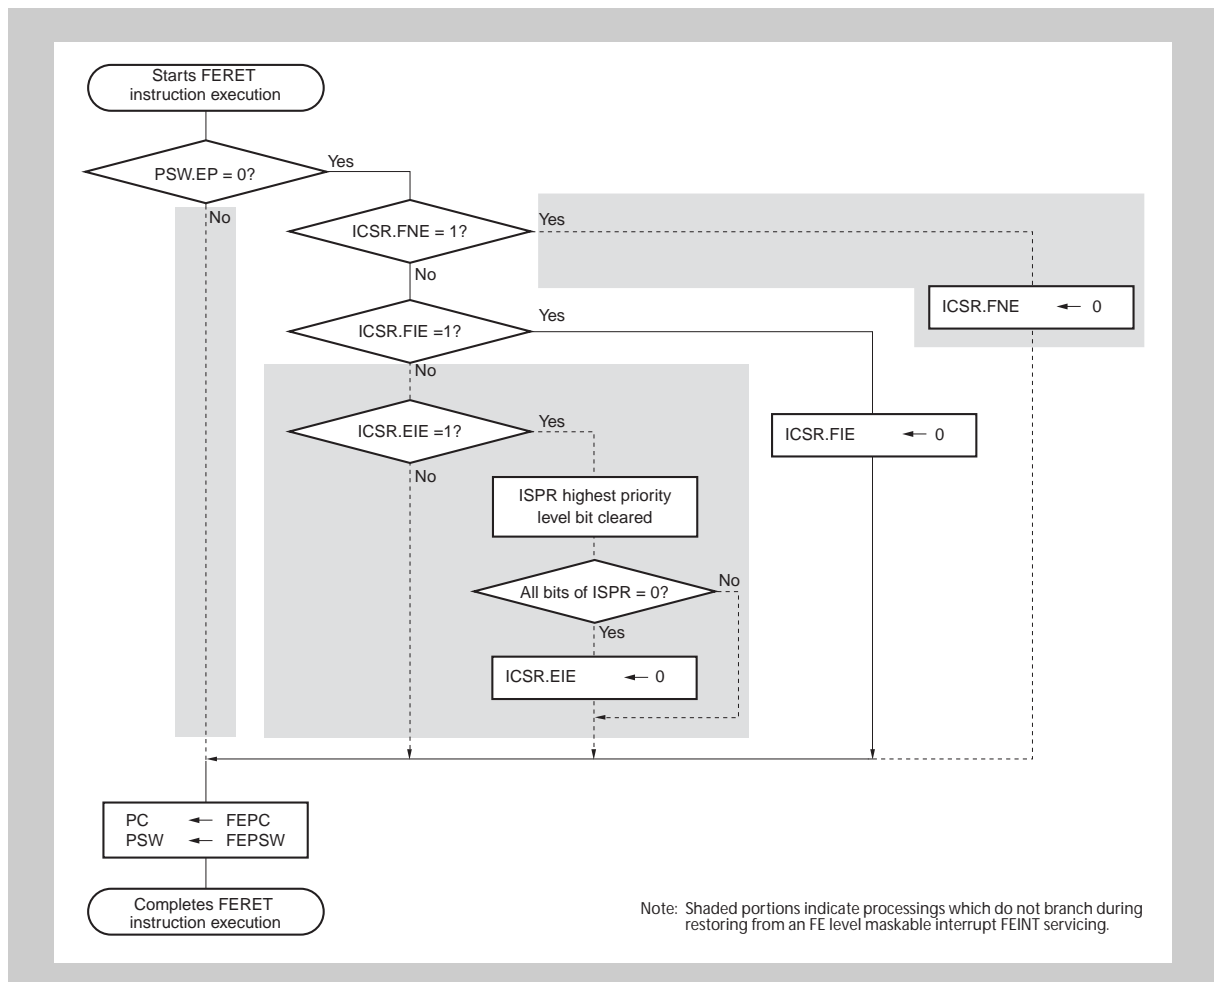 Starts FERET
instruction execution
PSW.EP = 0?
Yes
No
ICSR.FNE = 1?
Yes
No
ICSR.FNE ← 0
ICSR.FIE =1?
Yes
No
ICSR.FIE ← 0
ICSR.EIE =1?
Yes
No
ISPR highest priority
level bit cleared
All bits of ISPR = 0?
No
Yes
ICSR.EIE ← 0
PC ← FEPC
PSW ← FEPSW
Completes FERET
instruction execution
Note: Shaded portions indicate processings which do not branch during
restoring from an FE level maskable interrupt FEINT servicing.